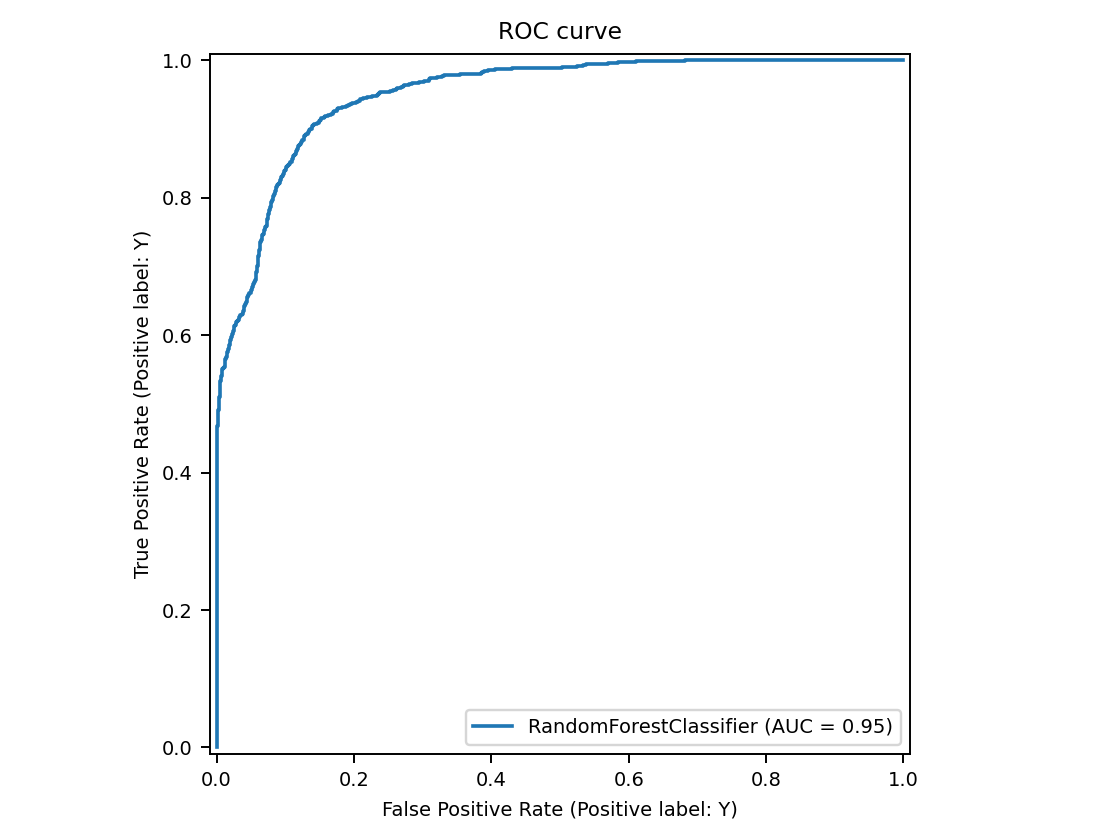 ROC curve
True Positive Rate (Positive label: Y)
1.0
0.8
0.6
0.4
0.2
0.0
RandomForestClassifier (AUC = 0.95)
0.0 0.2 0.4 0.6 0.8 1.0
False Positive Rate (Positive label: Y)